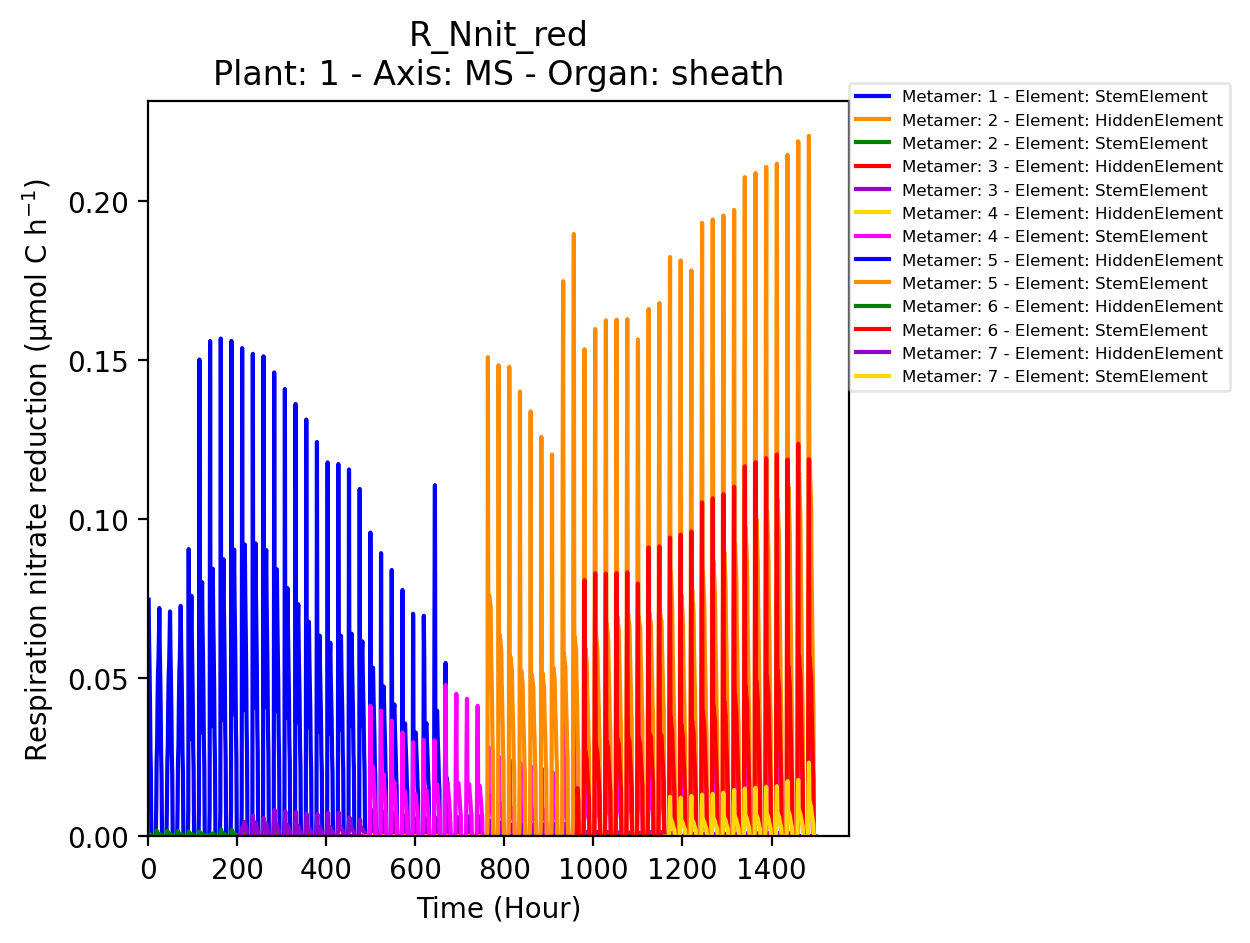 R_Nnit_red
Plant: 1 - Axis: MS - Organ: sheath
Respiration nitrate reduction (µmol C h⁻¹)
0.20
0.15
0.10
0.05
0.00
0 200 400 600 800 1000 1200 1400
Time (Hour)
Metamer: 1 - Element: StemElement
Metamer: 2 - Element: HiddenElement
Metamer: 2 - Element: StemElement
Metamer: 3 - Element: HiddenElement
Metamer: 3 - Element: StemElement
Metamer: 4 - Element: HiddenElement
Metamer: 4 - Element: StemElement
Metamer: 5 - Element: HiddenElement
Metamer: 5 - Element: StemElement
Metamer: 6 - Element: HiddenElement
Metamer: 6 - Element: StemElement
Metamer: 7 - Element: HiddenElement
Metamer: 7 - Element: StemElement